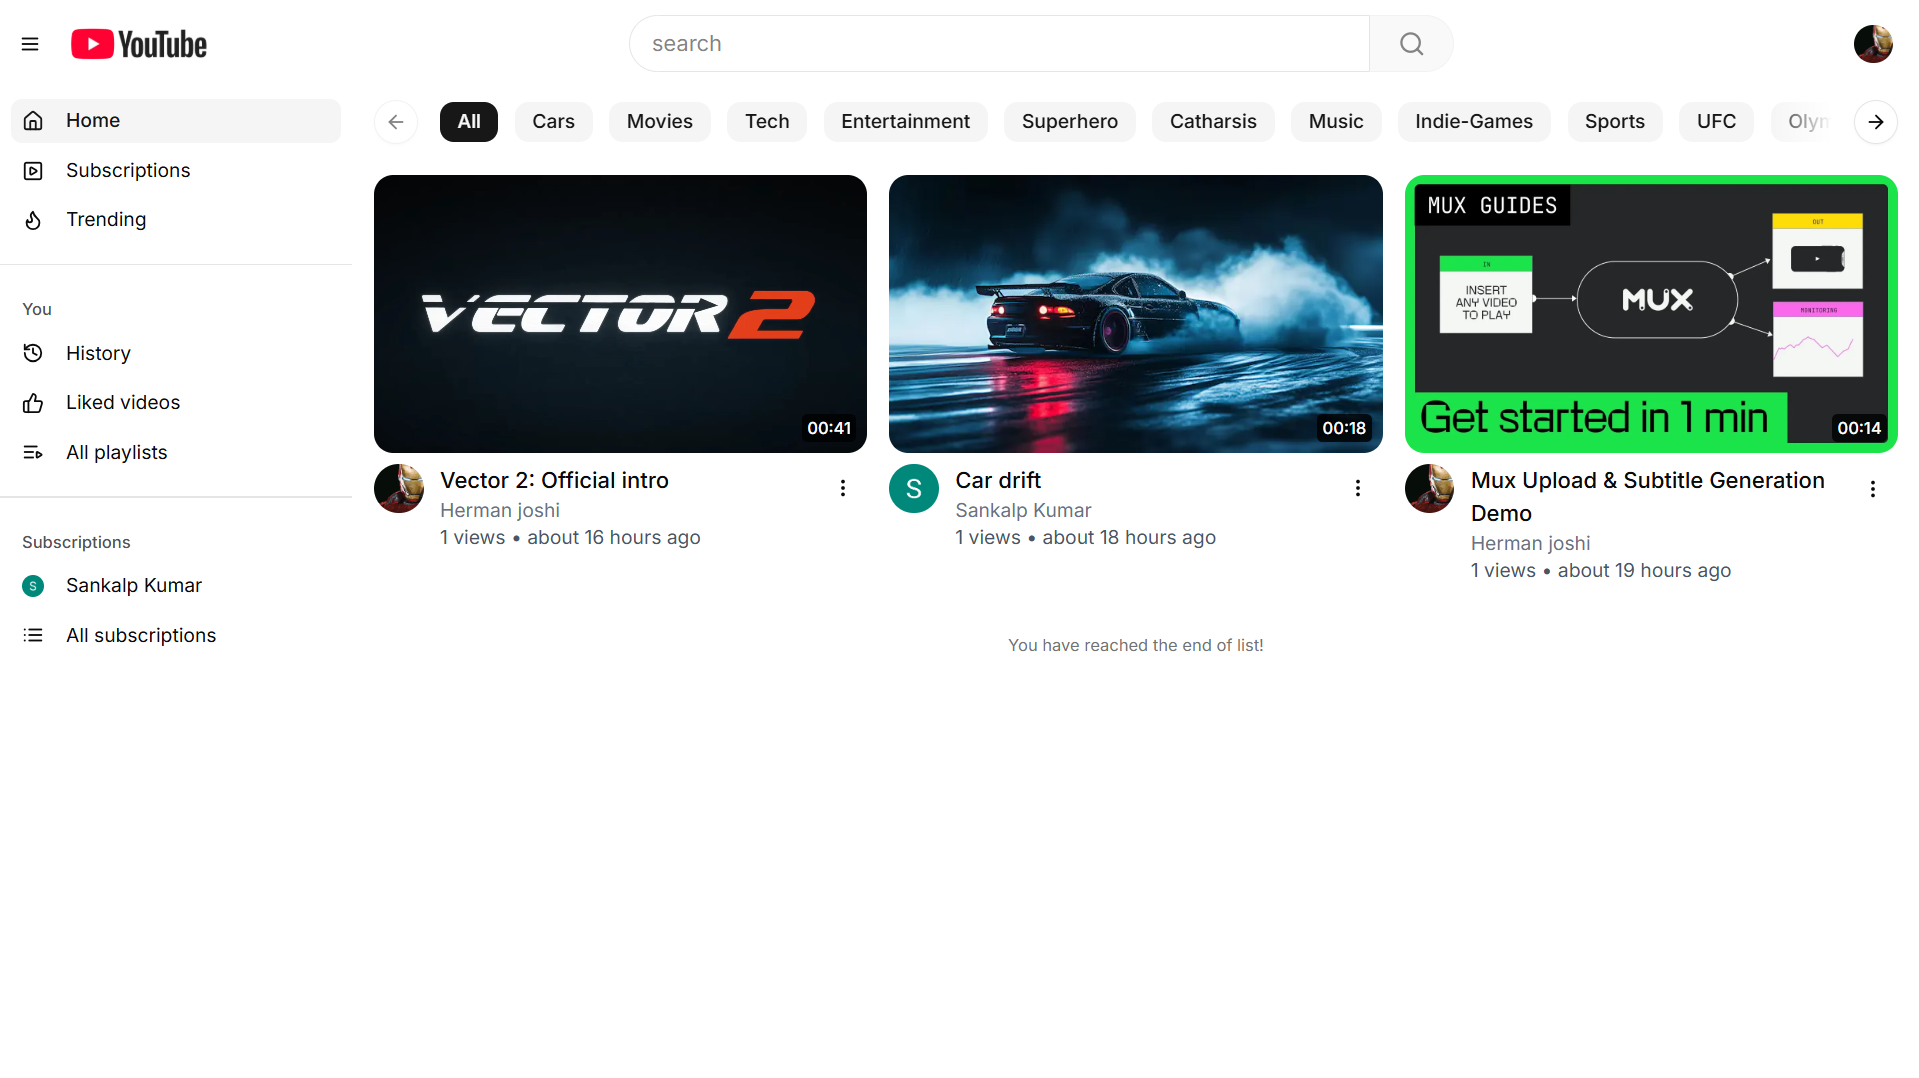 YouTube
search
Home
Subscriptions
Trending
You
History
Liked videos
All playlists
Subscriptions
S Sankalp Kumar
All subscriptions
All Cars Movies Tech Entertainment Superhero Catharsis Music Indie-Games Sports UFC
VECTOR 2
00:41
Vector 2: Official intro
Herman joshi
1 views • about 16 hours ago
00:18
S
Car drift
Sankalp Kumar
1 views • about 18 hours ago
MUX GUIDES
IN
INSERT
ANY VIDEO
TO PLAY
MUX
OUT
MONITORING
Get started in 1 min
00:14
Mux Upload & Subtitle Generation
Demo
Herman joshi
1 views • about 19 hours ago
You have reached the end of list!